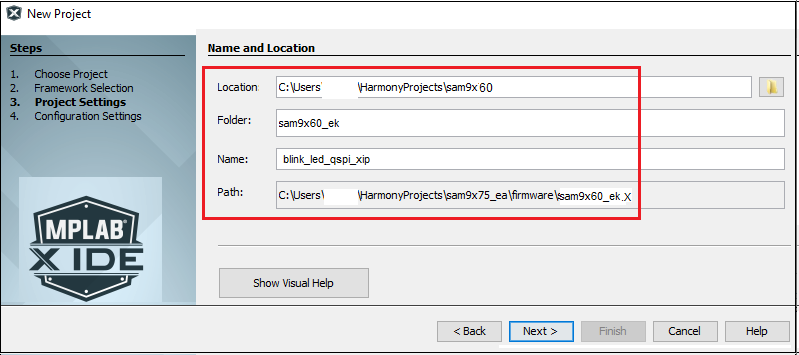 New Project
Steps
1. Choose Project
2. Framework Selection
3. Project Settings
4. Configuration Settings
MPLAB®
X IDE
Name and Location
Location: C:\Users\ \HarmonyProjects\sam9x60
Folder: sam9x60_ek
Name: blink_led_qspi_xip
Path: C:\Users\ \HarmonyProjects\sam9x75_ea\firmware\sam9x60_ek.X
Show Visual Help
< Back Next > Finish Cancel Help